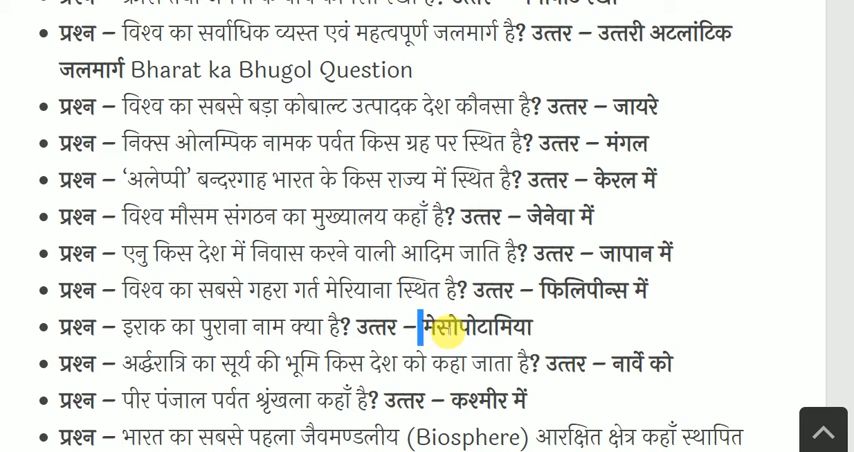 विश्व का सर्वाधिक व्यस्त एवं महत्वपूर्ण जलमार्ग है? उत्तर – उत्तरी अटलांटिक
जलमार्ग Bharat ka Bhugol Question
प्रश्न – विश्व का सबसे बड़ा कोबाल्ट उत्पादक देश कौनसा है? उत्तर – जायरे
प्रश्न – निक्स ओलम्पिक नामक पर्वत किस ग्रह पर स्थित है? उत्तर – मंगल
प्रश्न – ‘अलेप्पी’ बन्दरगाह भारत के किस राज्य में स्थित है? उत्तर – केरल में
प्रश्न – विश्व मौसम संगठन का मुख्यालय कहाँ है? उत्तर – जेनेवा में
प्रश्न – एनु किस देश में निवास करने वाली आदिम जाति है? उत्तर – जापान में
प्रश्न – विश्व का सबसे गहरा गर्त मेरियाना स्थित है? उत्तर – फिलिपीन्स में
प्रश्न – इराक का पुराना नाम क्या है? उत्तर – मेसोपोटामिया
प्रश्न – अर्द्धरात्रि का सूर्य की भूमि किस देश को कहा जाता है? उत्तर – नार्वे को
प्रश्न – पीर पंजाल पर्वत श्रृंखला कहाँ है? उत्तर – कश्मीर में
प्रश्न – भारत का सबसे पहला जैवमण्डलीय (Biosphere) आरक्षित क्षेत्र कहाँ स्थापित